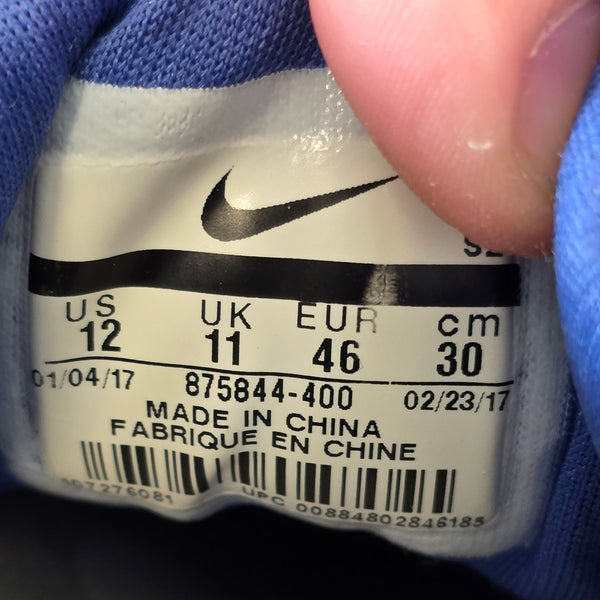 US UK EUR cm
12 11 46 30
01/04/17 875844-400 02/23/17
MADE IN CHINA
FABRIQUE EN CHINE
UPC 00884802846185